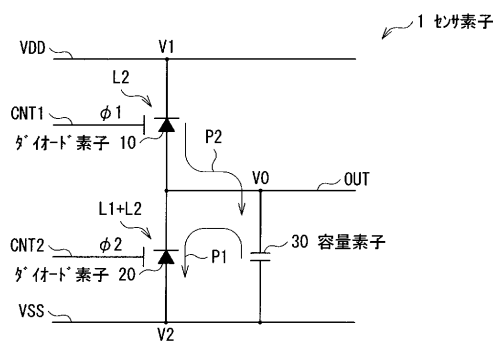 1 センサ素子
VDD
V1
L2
CNT1
φ1
ダイオード素子 10
P2
V0
OUT
L1+L2
CNT2
φ2
P1
30 容量素子
ダイオード素子 20
VSS
V2